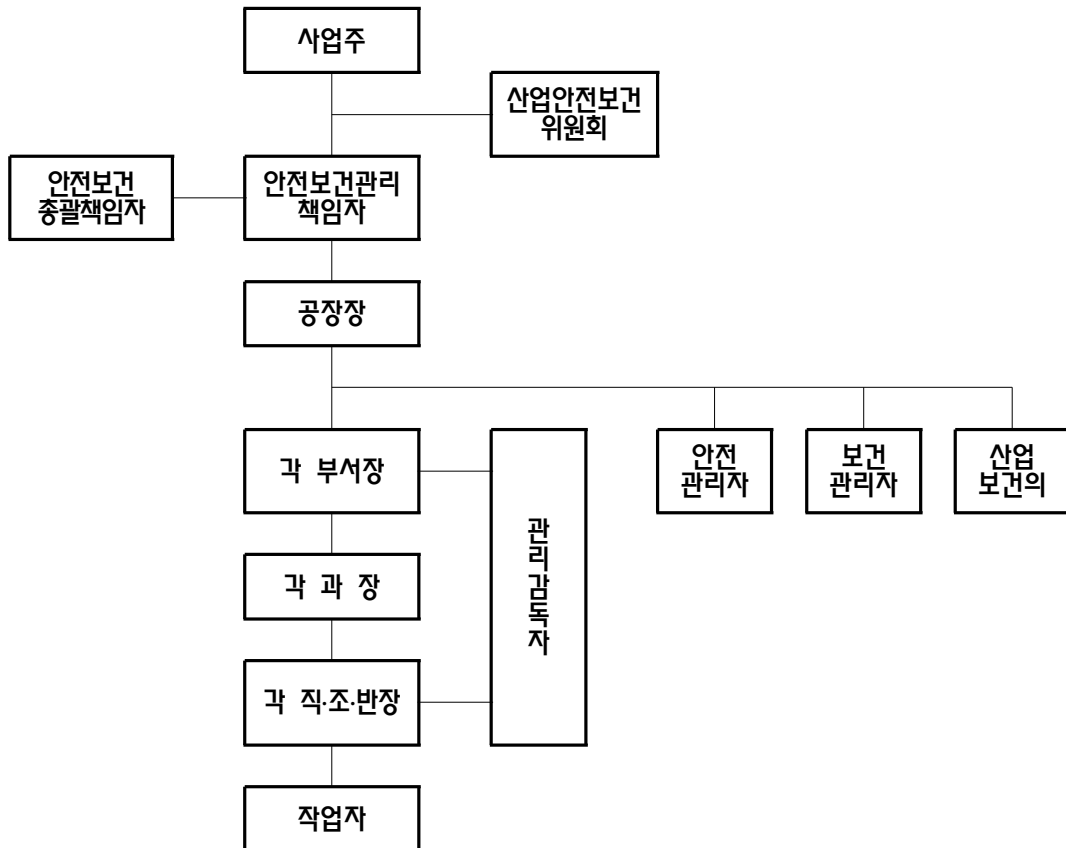 사업주
산업안전보건
위원회
안전보건
총괄책임자
안전보건관리
책임자
공장장
각 부서장
관리감독자
안전
관리자
보건
관리자
산업
보건의
각 과 장
각 직·조·반장
작업자